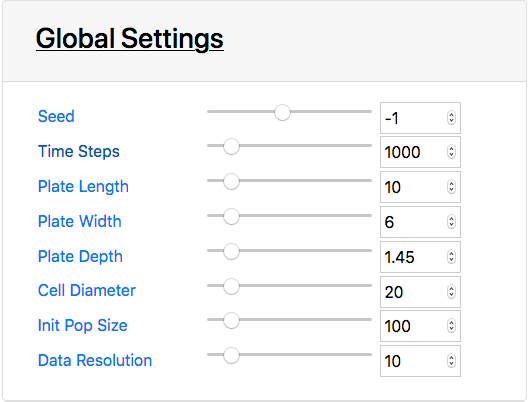 Global Settings
Seed -1
Time Steps 1000
Plate Length 10
Plate Width 6
Plate Depth 1.45
Cell Diameter 20
Init Pop Size 100
Data Resolution 10